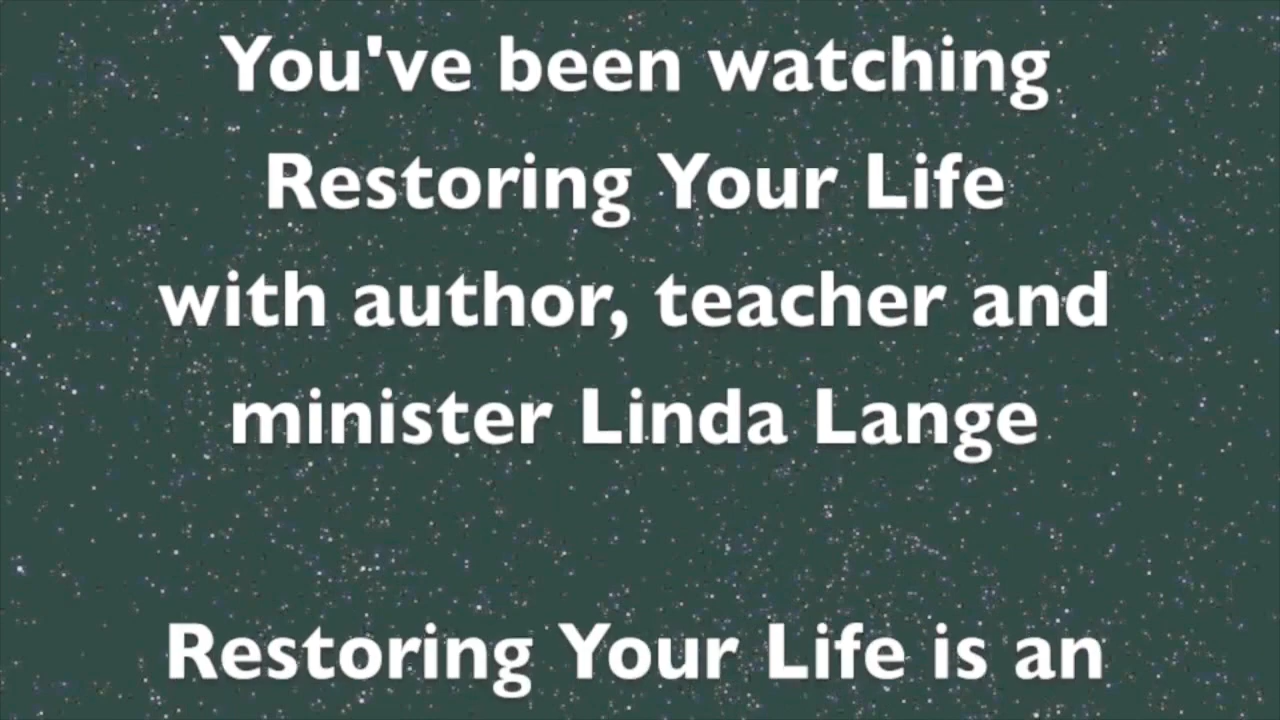 You've been watching
Restoring Your Life
with author, teacher and
minister Linda Lange
Restoring Your Life is an